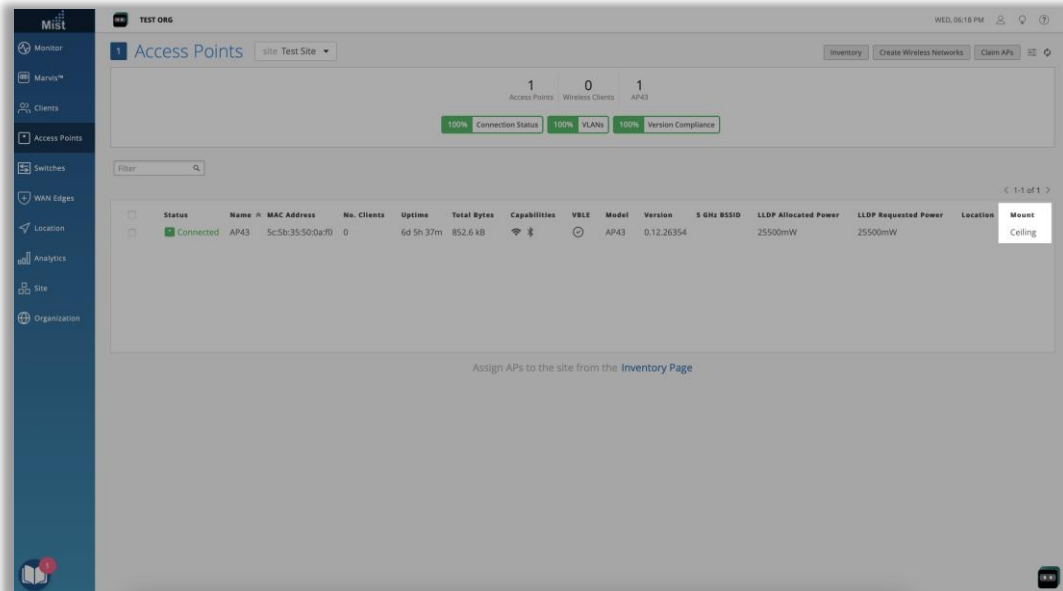 Mist
TEST ORG
WED, 06:18 PM
Monitor
Marvis™
Clients
Access Points
Switches
WAN Edges
Location
Analytics
Site
Organization
1 Access Points site Test Site
Inventory Create Wireless Networks Claim APs
1 0 1
Access Points Wireless Clients AP43
100% Connection Status 100% VLANs 100% Version Compliance
Filter
< 1-1 of 1 >
Status Name MAC Address No. Clients Uptime Total Bytes Capabilities VBLE Model Version 5 GHz BSSID LLDP Allocated Power LLDP Requested Power Location Mount
Connected AP43 5c:5b:35:50:0a:f0 0 6d 5h 37m 852.6 kB AP43 0.12.26354 25500mW 25500mW Ceiling
Assign APs to the site from the Inventory Page
1